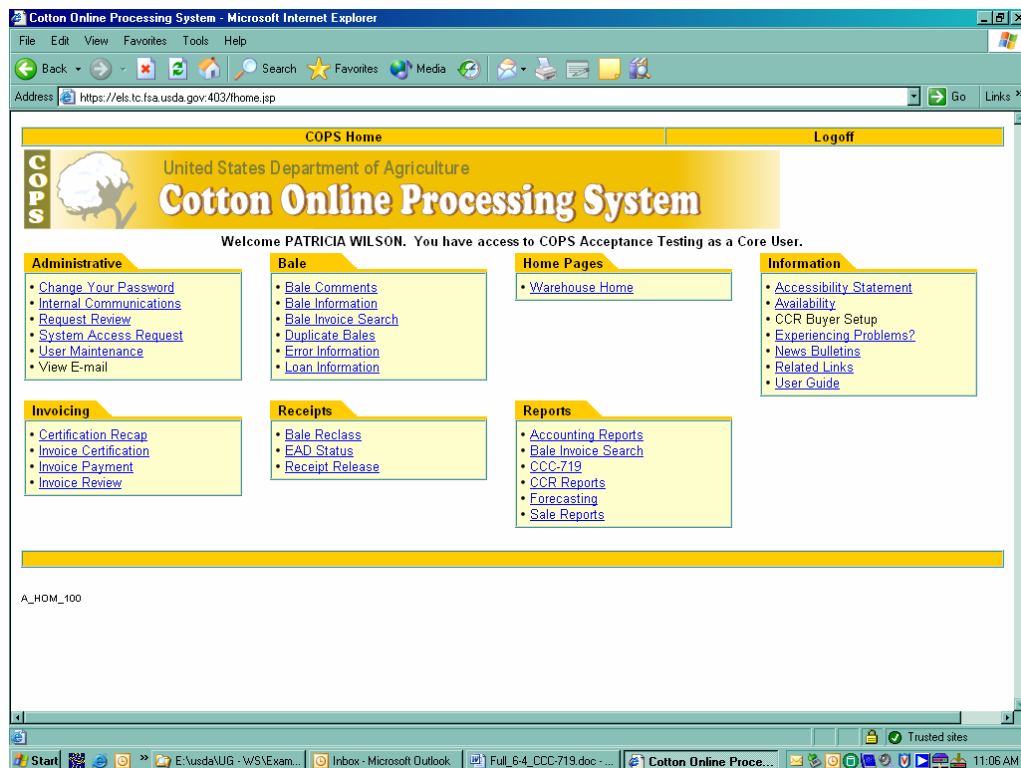 Cotton Online Processing System - Microsoft Internet Explorer
File Edit View Favorites Tools Help
Back Search Favorites Media
Address https://els.tc.fsa.usda.gov:403/fhome.jsp Go Links »
COPS Home Logoff
COPS
United States Department of Agriculture
Cotton Online Processing System
Welcome PATRICIA WILSON. You have access to COPS Acceptance Testing as a Core User.
Administrative
• Change Your Password
• Internal Communications
• Request Review
• System Access Request
• User Maintenance
• View E-mail
Bale
• Bale Comments
• Bale Information
• Bale Invoice Search
• Duplicate Bales
• Error Information
• Loan Information
Home Pages
• Warehouse Home
Information
• Accessibility Statement
• Availability
• CCR Buyer Setup
• Experiencing Problems?
• News Bulletins
• Related Links
• User Guide
Invoicing
• Certification Recap
• Invoice Certification
• Invoice Payment
• Invoice Review
Receipts
• Bale Reclass
• EAD Status
• Receipt Release
Reports
• Accounting Reports
• Bale Invoice Search
• CCC-719
• CCR Reports
• Forecasting
• Sale Reports
A_HOM_100
Trusted sites
Start » E:\usda\UG - WS\Exam... Inbox - Microsoft Outlook Full_6-4_CCC-719.doc - ... Cotton Online Proce... 11:06 AM